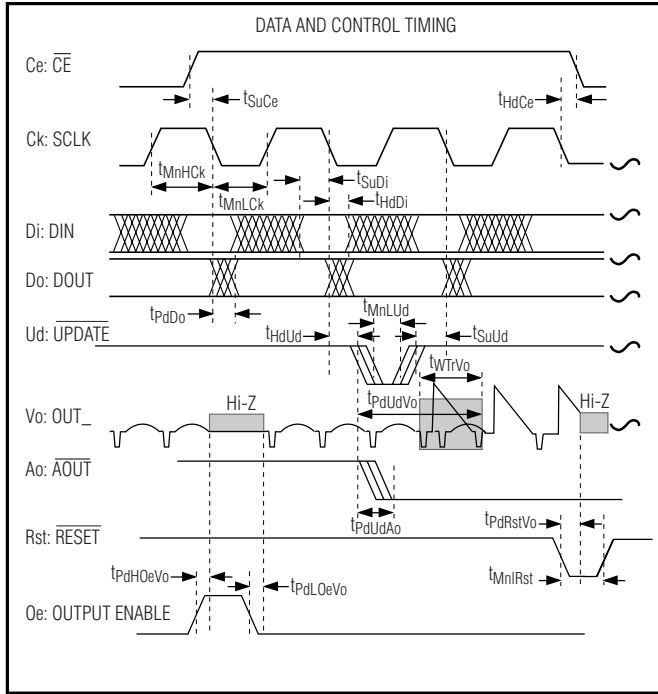 DATA AND CONTROL TIMING
Ce: CE
tSuCe
tHdCe
Ck: SCLK
tMnHCk
tMnLCk
tSuDi
tHdDi
Di: DIN
Do: DOUT
tPdDo
tMnLUd
tHdUd
tSuUd
Ud: UPDATE
tWTrVo
tPdUdVo
Hi-Z
Hi-Z
Vo: OUT_
Ao: AOUT
tPdUdAo
tPdRstVo
Rst: RESET
tMnlRst
tPdHOeVo
tPdLOeVo
Oe: OUTPUT ENABLE